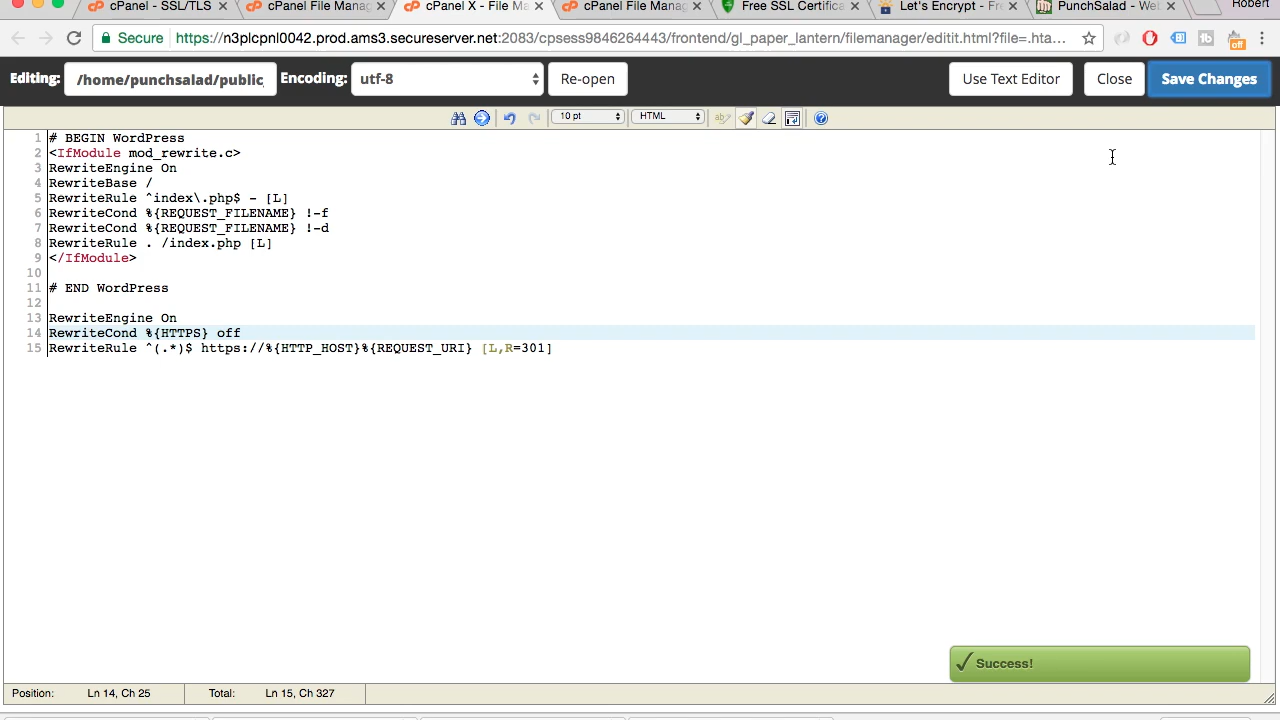 cPanel - SSL/TLS
cPanel File Manag
cPanel X - File Ma
cPanel File Manag
Free SSL Certifica
Let's Encrypt - Fre
PunchSalad - Web
Robert
Secure https://n3plcpnl0042.prod.ams3.secureserver.net:2083/cpsess9846264443/frontend/gl_paper_lantern/filemanager/editit.html?file=.hta...
off
Editing: /home/punchsalad/public_ Encoding: utf-8 Re-open Use Text Editor Close Save Changes
10 pt HTML
1 # BEGIN WordPress
2 <IfModule mod_rewrite.c>
3 RewriteEngine On
4 RewriteBase /
5 RewriteRule ^index\.php$ - [L]
6 RewriteCond %{REQUEST_FILENAME} !-f
7 RewriteCond %{REQUEST_FILENAME} !-d
8 RewriteRule . /index.php [L]
9 </IfModule>
10
11 # END WordPress
12
13 RewriteEngine On
14 RewriteCond %{HTTPS} off
15 RewriteRule ^(.*)$ https://%{HTTP_HOST}%{REQUEST_URI} [L,R=301]
Success!
Position: Ln 14, Ch 25 Total: Ln 15, Ch 327